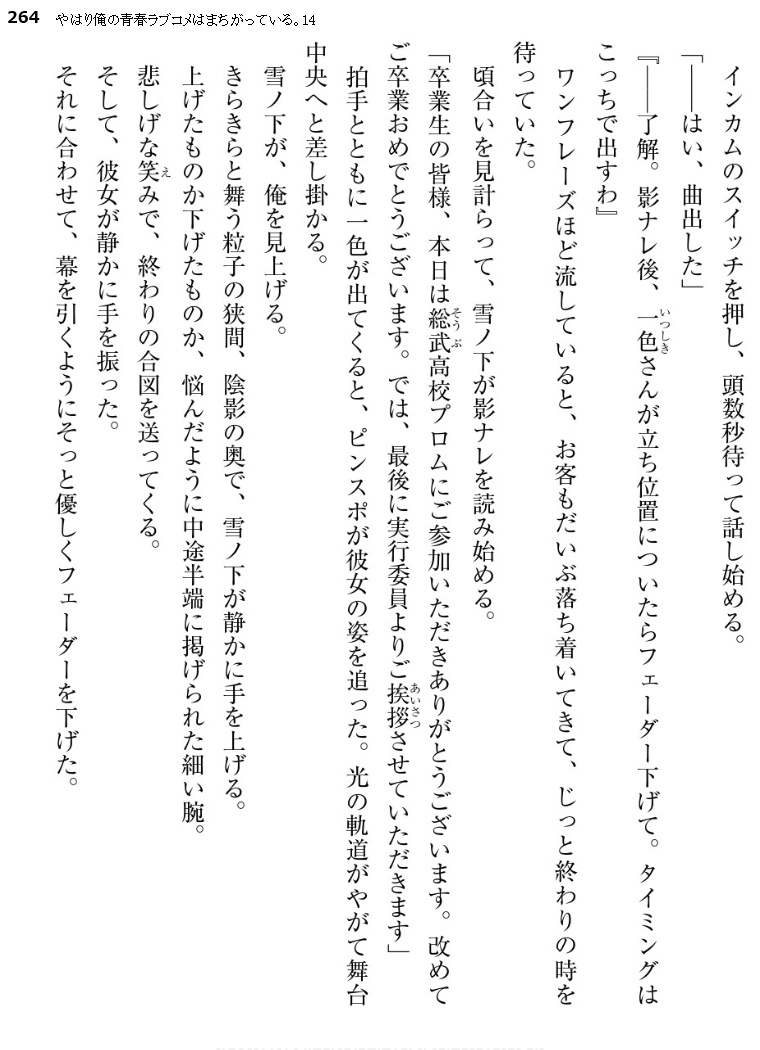 264 やはり俺の青春ラブコメはまちがっている。14
インカムのスイッチを押し、頭数秒待って話し始める。
「――はい、曲出した」
『――了解。影ナレ後、一色さんが立ち位置についたらフェーダー下げて。タイミングは
こっちで出すわ』
ワンフレーズほど流していると、お客もだいぶ落ち着いてきて、じっと終わりの時を
待っていた。
頃合いを見計らって、雪ノ下が影ナレを読み始める。
「卒業生の皆様、本日は総武高校プロムにご参加いただきありがとうございます。改めて
ご卒業おめでとうございます。では、最後に実行委員よりご挨拶させていただきます」
拍手とともに一色が出てくると、ピンスポが彼女の姿を追った。光の軌道がやがて舞台
中央へと差し掛かる。
雪ノ下が、俺を見上げる。
きらきらと舞う粒子の狭間、陰影の奥で、雪ノ下が静かに手を上げる。
上げたものか下げたものか、悩んだように中途半端に掲げられた細い腕。
悲しげな笑みで、終わりの合図を送ってくる。
そして、彼女が静かに手を振った。
それに合わせて、幕を引くようにそっと優しくフェーダーを下げた。